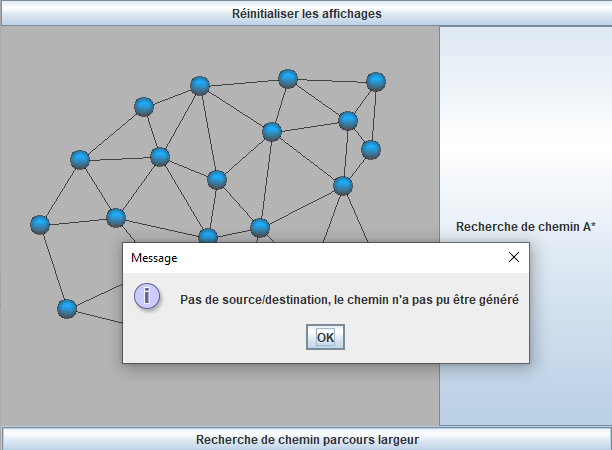 Réinitialiser les affichages
Recherche de chemin A*
Message
i
Pas de source/destination, le chemin n'a pas pu être généré
OK
Recherche de chemin parcours largeur